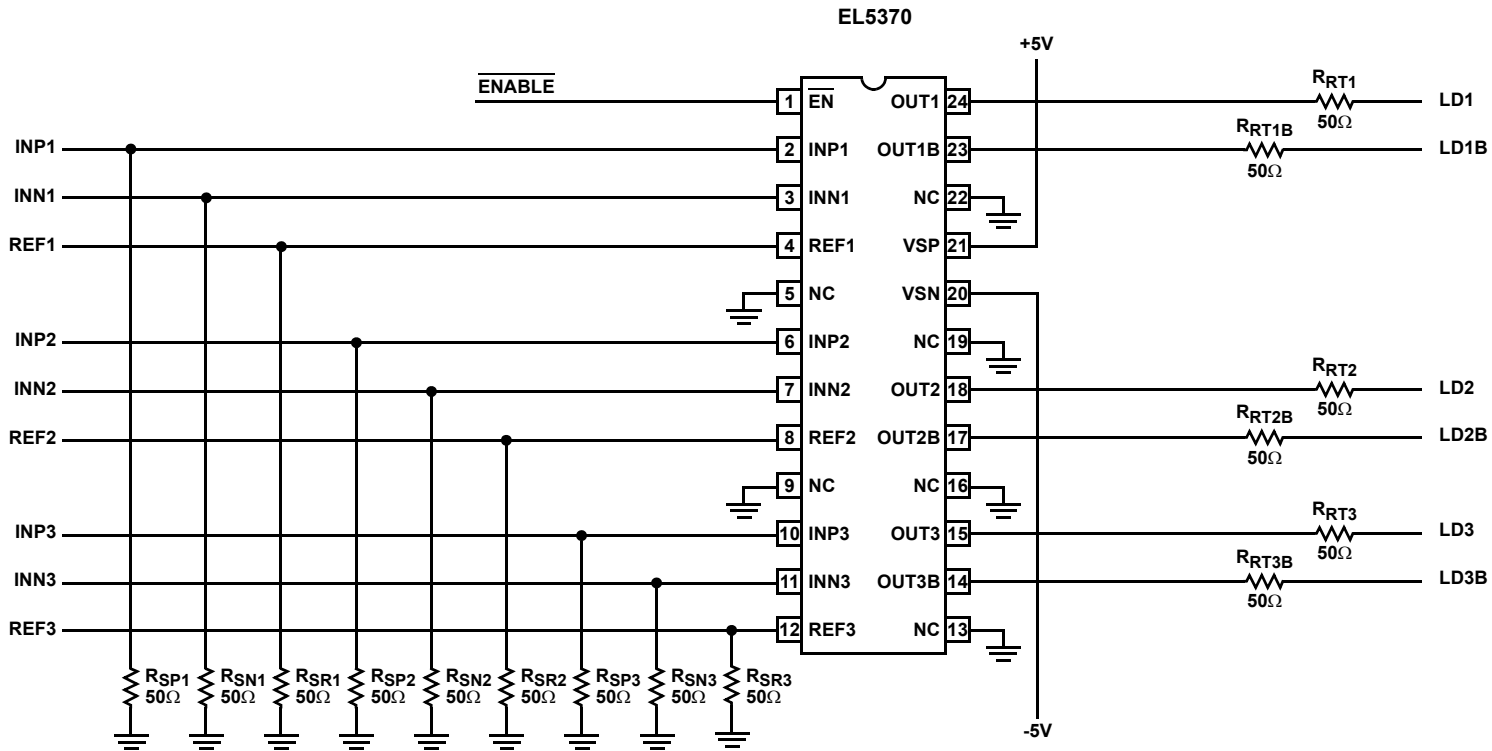 EL5370
+5V
ENABLE
1 EN OUT1 24
RRT1
50Ω
LD1
INP1
2 INP1 OUT1B 23
RRT1B
50Ω
LD1B
INN1
3 INN1 NC 22
REF1
4 REF1 VSP 21
5 NC VSN 20
INP2
6 INP2 NC 19
INN2
7 INN2 OUT2 18
RRT2
50Ω
LD2
REF2
8 REF2 OUT2B 17
RRT2B
50Ω
LD2B
9 NC NC 16
INP3
10 INP3 OUT3 15
RRT3
50Ω
LD3
INN3
11 INN3 OUT3B 14
RRT3B
50Ω
LD3B
REF3
12 REF3 NC 13
RSP1 RSN1 RSR1 RSP2 RSN2 RSR2 RSP3 RSN3 RSR3
50Ω 50Ω 50Ω 50Ω 50Ω 50Ω 50Ω 50Ω 50Ω
-5V